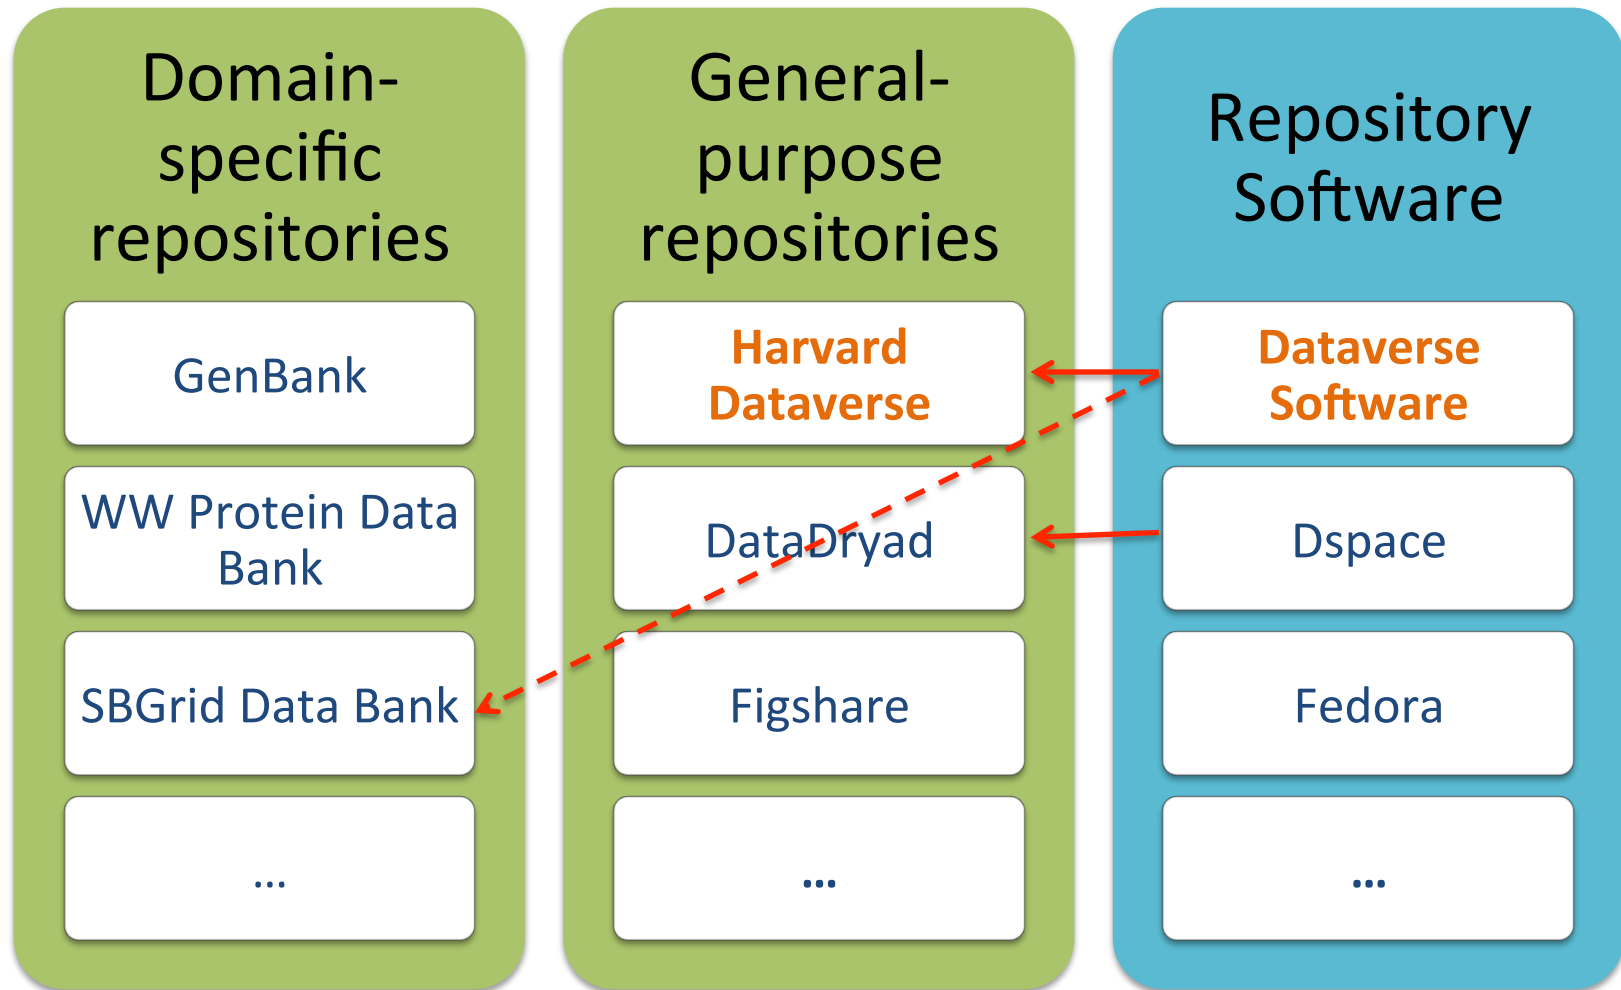 Domain-
specific
repositories
GenBank
WW Protein Data
Bank
SBGrid Data Bank
...
General-
purpose
repositories
Harvard
Dataverse
DataDryad
Figshare
...
Repository
Software
Dataverse
Software
Dspace
Fedora
...